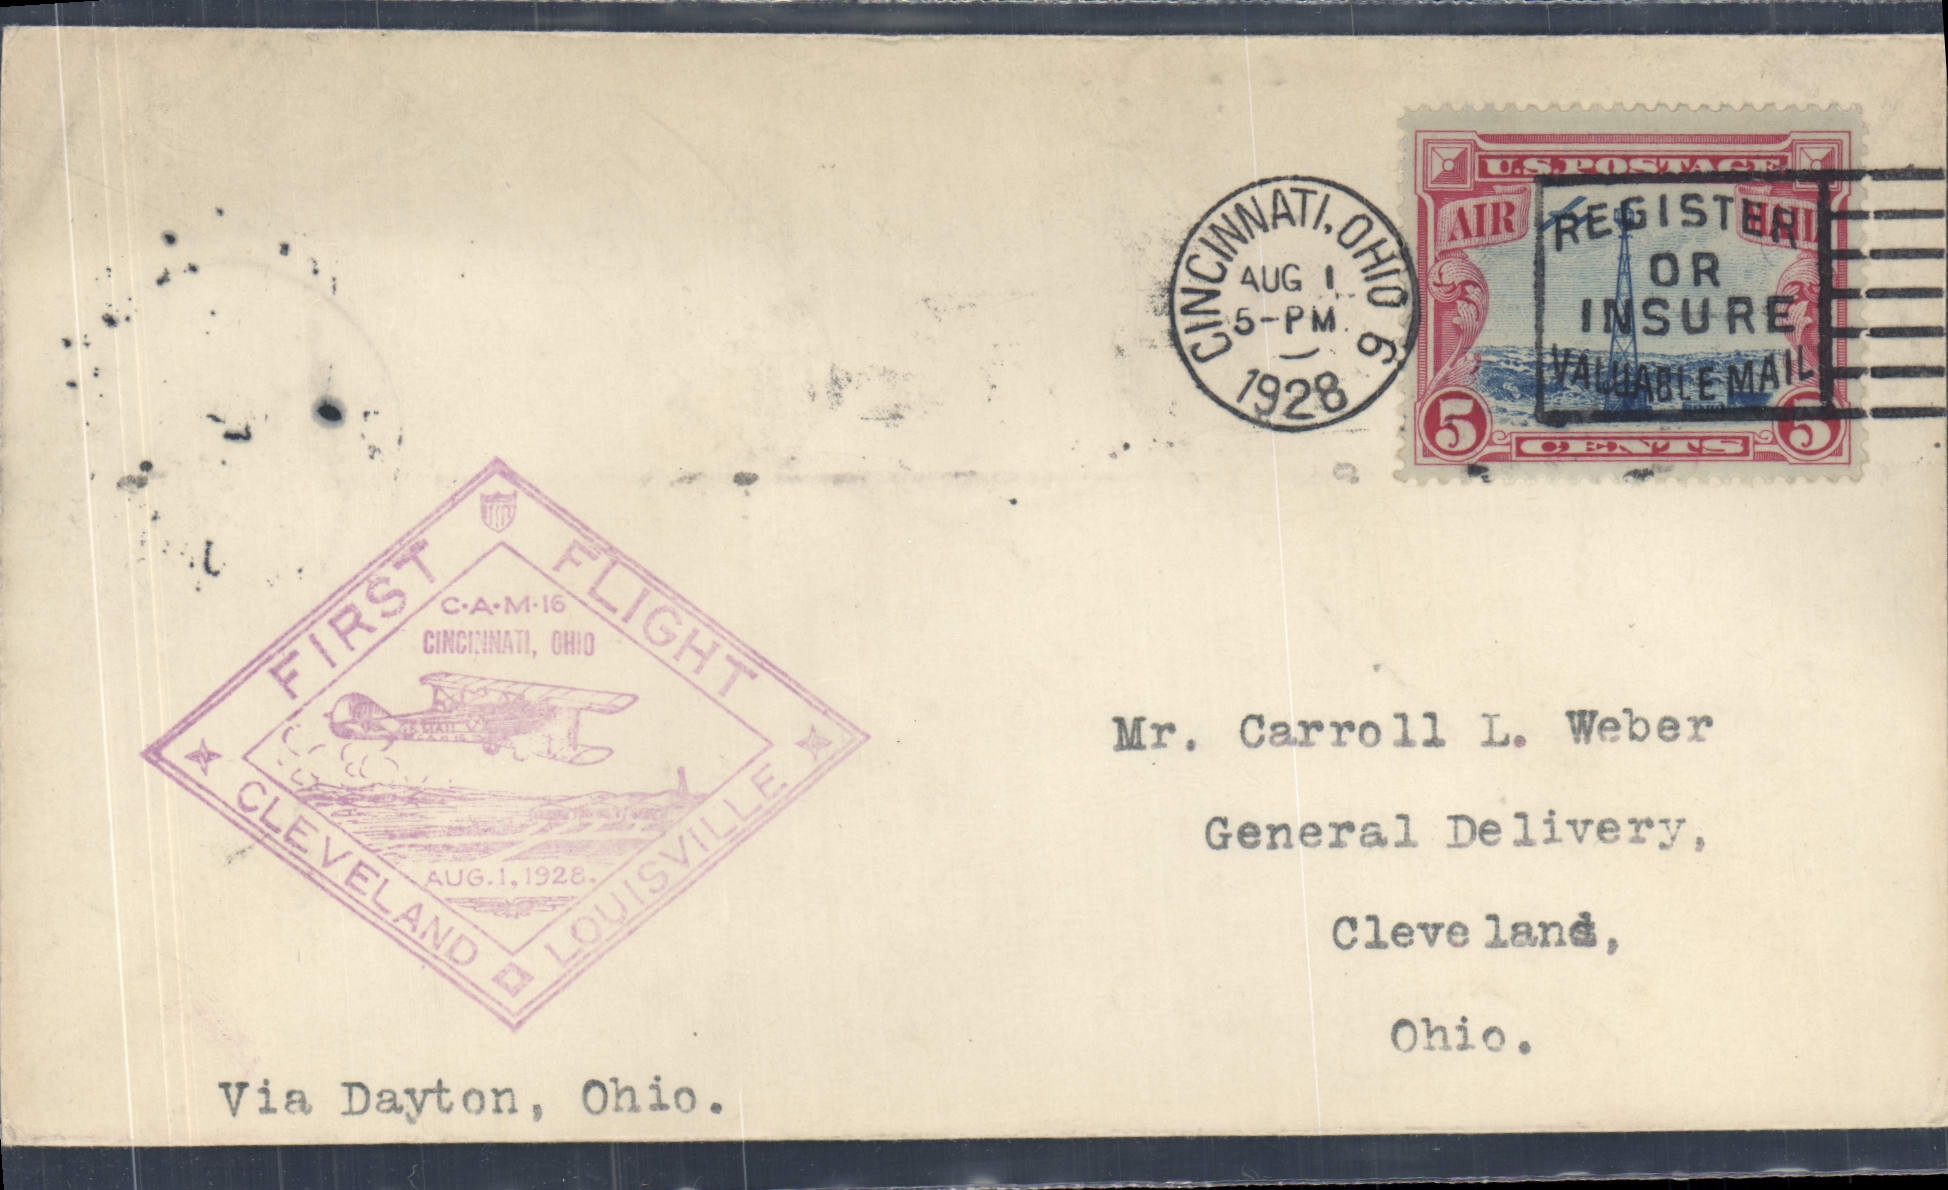 U.S. POSTAGE
AIR MAIL
5 CENTS 5
CINCINNATI, OHIO 6
AUG 1
5-PM
1928
REGISTER
OR
INSURE
VALUABLE MAIL
FIRST FLIGHT
C·A·M·16
CINCINNATI, OHIO
AUG. 1, 1928.
CLEVELAND LOUISVILLE
Mr. Carroll L. Weber
General Delivery,
Cleveland,
Ohio.
Via Dayton, Ohio.